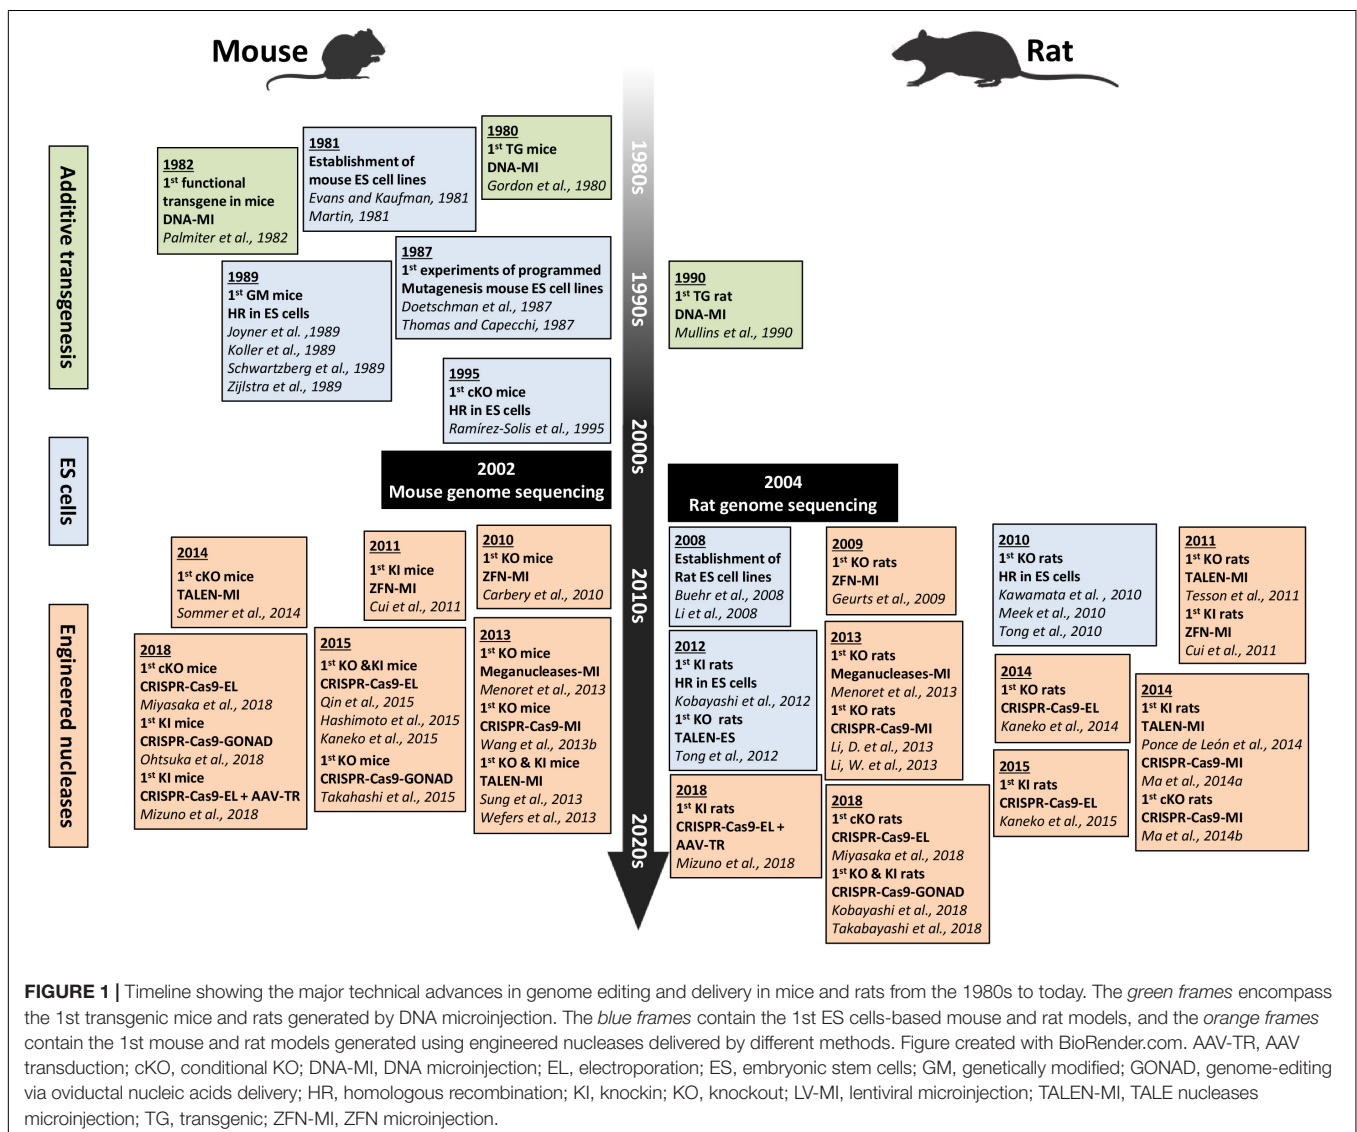 Mouse
Rat
Additive transgenesis
ES cells
Engineered nucleases
1980s
1990s
2000s
2010s
2020s
1982
1st functional
transgene in mice
DNA-MI
Palmiter et al., 1982
1981
Establishment of
mouse ES cell lines
Evans and Kaufman, 1981
Martin, 1981
1980
1st TG mice
DNA-MI
Gordon et al., 1980
1989
1st GM mice
HR in ES cells
Joyner et al. ,1989
Koller et al., 1989
Schwartzberg et al., 1989
Zijlstra et al., 1989
1987
1st experiments of programmed
Mutagenesis mouse ES cell lines
Doetschman et al., 1987
Thomas and Capecchi, 1987
1995
1st cKO mice
HR in ES cells
Ramírez-Solis et al., 1995
2002
Mouse genome sequencing
2014
1st cKO mice
TALEN-MI
Sommer et al., 2014
2011
1st KI mice
ZFN-MI
Cui et al., 2011
2010
1st KO mice
ZFN-MI
Carbery et al., 2010
2018
1st cKO mice
CRISPR-Cas9-EL
Miyasaka et al., 2018
1st KI mice
CRISPR-Cas9-GONAD
Ohtsuka et al., 2018
1st KI mice
CRISPR-Cas9-EL + AAV-TR
Mizuno et al., 2018
2015
1st KO &KI mice
CRISPR-Cas9-EL
Qin et al., 2015
Hashimoto et al., 2015
Kaneko et al., 2015
1st KO mice
CRISPR-Cas9-GONAD
Takahashi et al., 2015
2013
1st KO mice
Meganucleases-MI
Menoret et al., 2013
1st KO mice
CRISPR-Cas9-MI
Wang et al., 2013b
1st KO & KI mice
TALEN-MI
Sung et al., 2013
Wefers et al., 2013
1990
1st TG rat
DNA-MI
Mullins et al., 1990
2004
Rat genome sequencing
2008
Establishment of
Rat ES cell lines
Buehr et al., 2008
Li et al., 2008
2009
1st KO rats
ZFN-MI
Geurts et al., 2009
2010
1st KO rats
HR in ES cells
Kawamata et al. , 2010
Meek et al., 2010
Tong et al., 2010
2011
1st KO rats
TALEN-MI
Tesson et al., 2011
1st KI rats
ZFN-MI
Cui et al., 2011
2012
1st KI rats
HR in ES cells
Kobayashi et al., 2012
1st KO rats
TALEN-ES
Tong et al., 2012
2013
1st KO rats
Meganucleases-MI
Menoret et al., 2013
1st KO rats
CRISPR-Cas9-MI
Li, D. et al., 2013
Li, W. et al., 2013
2014
1st KO rats
CRISPR-Cas9-EL
Kaneko et al., 2014
2014
1st KI rats
TALEN-MI
Ponce de León et al., 2014
CRISPR-Cas9-MI
Ma et al., 2014a
1st cKO rats
CRISPR-Cas9-MI
Ma et al., 2014b
2015
1st KI rats
CRISPR-Cas9-EL
Kaneko et al., 2015
2018
1st KI rats
CRISPR-Cas9-EL +
AAV-TR
Mizuno et al., 2018
2018
1st cKO rats
CRISPR-Cas9-EL
Miyasaka et al., 2018
1st KO & KI rats
CRISPR-Cas9-GONAD
Kobayashi et al., 2018
Takabayashi et al., 2018
FIGURE 1 | Timeline showing the major technical advances in genome editing and delivery in mice and rats from the 1980s to today. The green frames encompass
the 1st transgenic mice and rats generated by DNA microinjection. The blue frames contain the 1st ES cells-based mouse and rat models, and the orange frames
contain the 1st mouse and rat models generated using engineered nucleases delivered by different methods. Figure created with BioRender.com. AAV-TR, AAV
transduction; cKO, conditional KO; DNA-MI, DNA microinjection; EL, electroporation; ES, embryonic stem cells; GM, genetically modified; GONAD, genome-editing
via oviductal nucleic acids delivery; HR, homologous recombination; KI, knockin; KO, knockout; LV-MI, lentiviral microinjection; TALEN-MI, TALE nucleases
microinjection; TG, transgenic; ZFN-MI, ZFN microinjection.